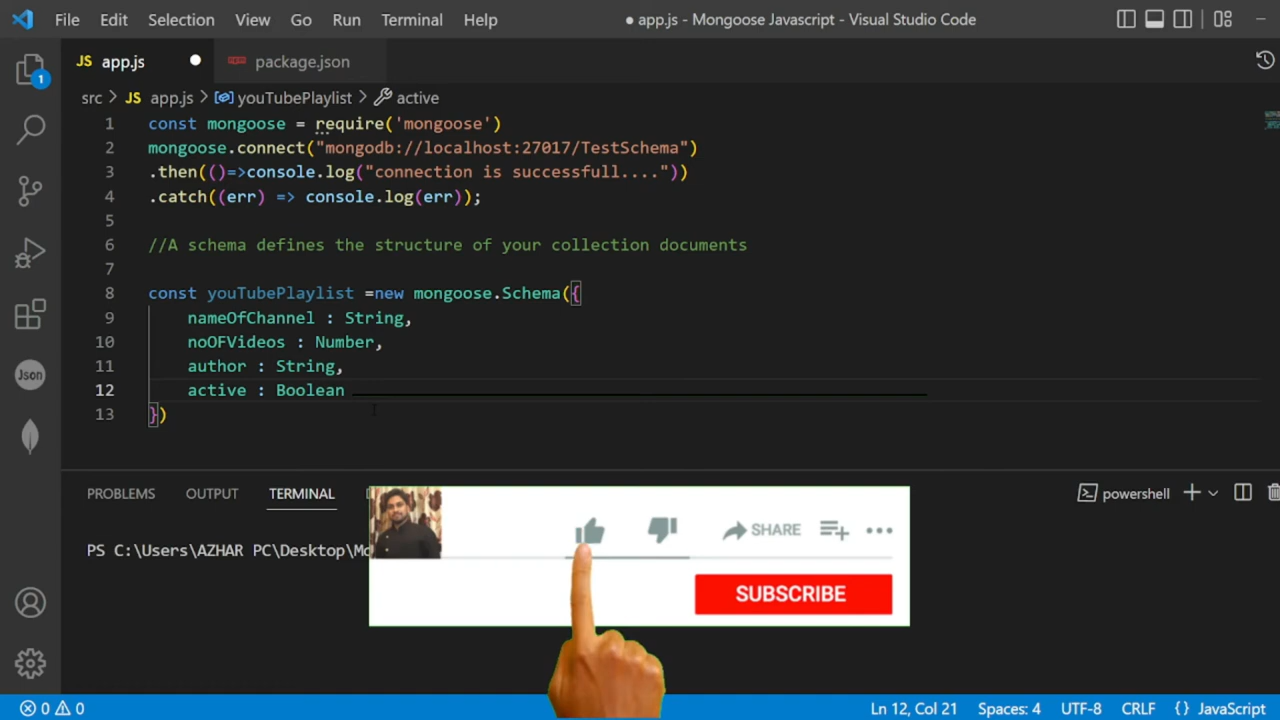 File Edit Selection View Go Run Terminal Help ● app.js - Mongoose Javascript - Visual Studio Code
JS app.js package.json
src > JS app.js > youTubePlaylist > active
1 const mongoose = require('mongoose')
2 mongoose.connect("mongodb://localhost:27017/TestSchema")
3 .then(()=>console.log("connection is successfull...."))
4 .catch((err) => console.log(err));
5
6 //A schema defines the structure of your collection documents
7
8 const youTubePlaylist =new mongoose.Schema({
9 nameOfChannel : String,
10 noOFVideos : Number,
11 author : String,
12 active : Boolean
13 })
1
Json
PROBLEMS OUTPUT TERMINAL powershell
PS C:\Users\AZHAR PC\Desktop\Mo
SHARE
SUBSCRIBE
0 0 Ln 12, Col 21 Spaces: 4 UTF-8 CRLF {} JavaScript